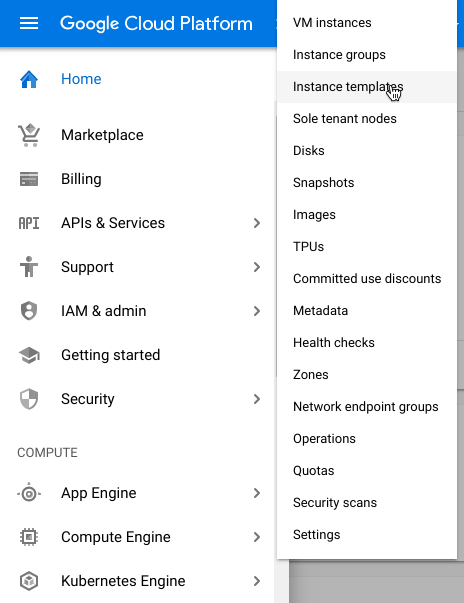 Google Cloud Platform
Home
Marketplace
Billing
API APIs & Services
Support
IAM & admin
Getting started
Security
COMPUTE
App Engine
Compute Engine
Kubernetes Engine
VM instances
Instance groups
Instance templates
Sole tenant nodes
Disks
Snapshots
Images
TPUs
Committed use discounts
Metadata
Health checks
Zones
Network endpoint groups
Operations
Quotas
Security scans
Settings